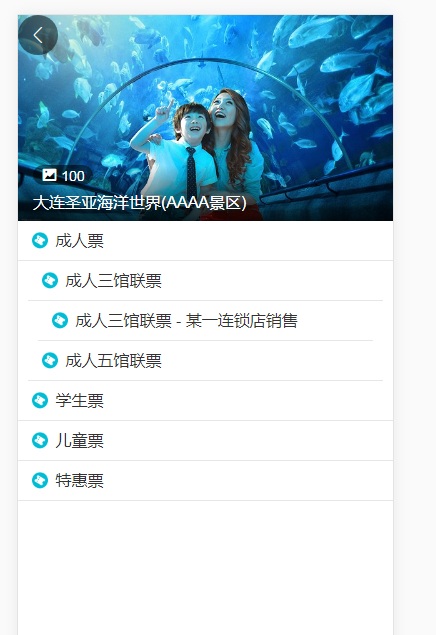 100
大连圣亚海洋世界(AAAA景区)
成人票
成人三馆联票
成人三馆联票 - 某一连锁店销售
成人五馆联票
学生票
儿童票
特惠票